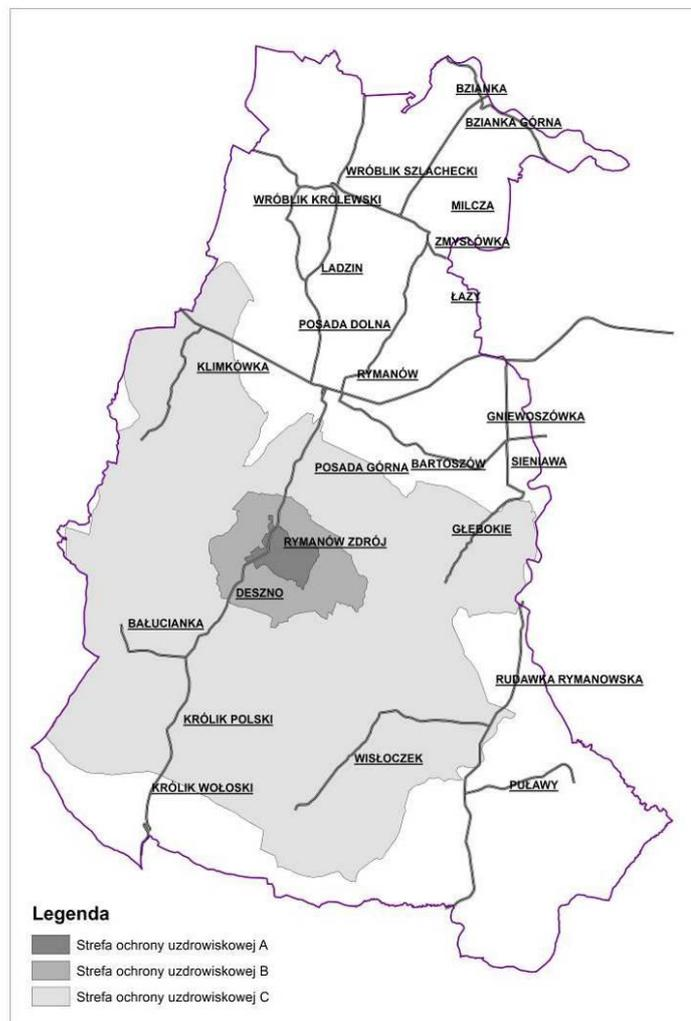 BZIANKA
BZIANKA GÓRNA
WRÓBLIK SZLACHECKI
WRÓBLIK KRÓLEWSKI
MILCZA
ZMYSŁÓWKA
LADZIN
ŁAZY
POSADA DOLNA
KLIMKÓWKA
RYMANÓW
GNIEWOSZÓWKA
POSADA GÓRNA
BARTOSZÓW
SIENIAWA
GŁEBOKIE
RYMANÓW ZDRÓJ
DESZNO
BAŁUCIANKA
RUDAWKA RYMANOWSKA
KRÓLIK POLSKI
WISŁOCZEK
KRÓLIK WOŁOSKI
PUŁAWY
Legenda
Strefa ochrony uzdrowiskowej A
Strefa ochrony uzdrowiskowej B
Strefa ochrony uzdrowiskowej C